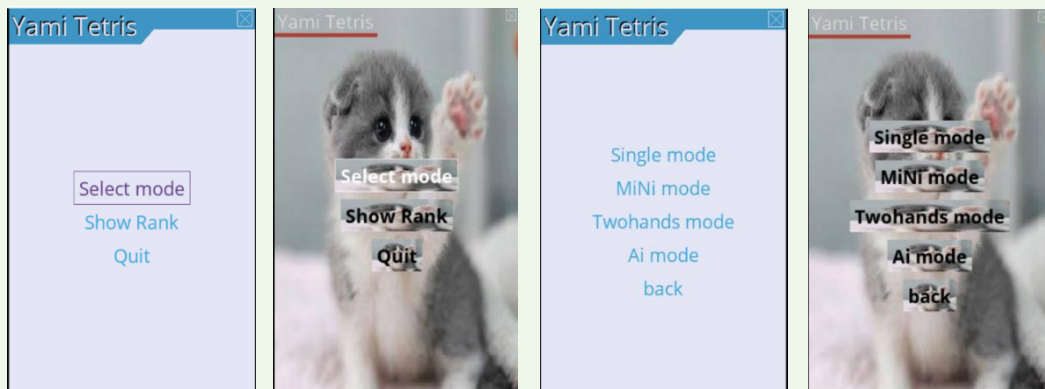 Yami Tetris
Select mode
Show Rank
Quit
Yami Tetris
Select mode
Show Rank
Quit
Yami Tetris
Single mode
MiNi mode
Twohands mode
Ai mode
back
Yami Tetris
Single mode
MiNi mode
Twohands mode
Ai mode
back